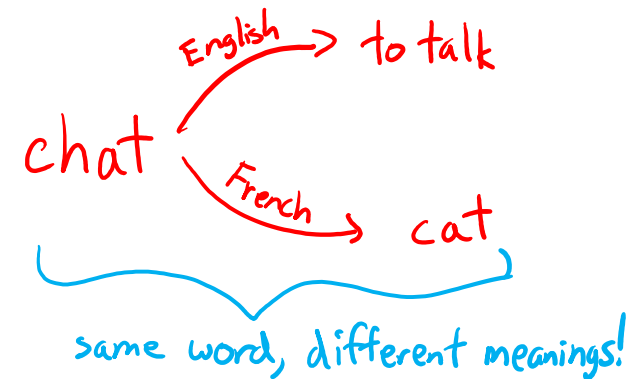 English
to talk
chat
French
cat
same word, different meanings!